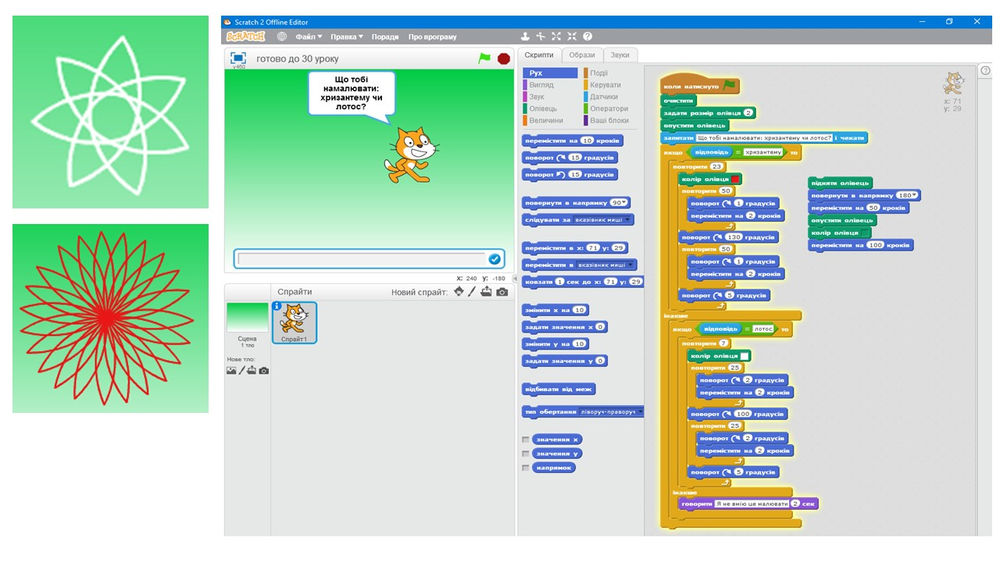 Scratch 2 Offline Editor
SCRATCH Файл Правка Поради Про програму
v460
готово до 30 уроку
Що тобі
намалювати:
хризантему чи
лотос?
x: 240 y: -180
Спрайти Новий спрайт:
Сцена
1 тло
Нове тло:
Спрайт1
Скрипти Образи Звуки
Рух Події
Вигляд Керувати
Звук Датчики
Олівець Оператори
Величини Ваші блоки
перемістити на 10 кроків
поворот 15 градусів
поворот 15 градусів
повернути в напрямку 90
слідувати за вказівник миші
перемістити в x: 71 y: 29
перемістити в вказівник миші
ковзати 1 сек до x: 71 y: 29
змінити x на 10
задати значення x 0
змінити y на 10
задати значення y 0
відбивати від меж
тип обертання ліворуч-праворуч
значення x
значення y
напрямок
коли натиснуто
очистити
задати розмір олівця 2
опустити олівець
запитати Що тобі намалювати: хризантему чи лотос? і чекати
якщо відповідь = хризантему то
повторити 23
колір олівця
повторити 50
поворот 1 градусів
перемістити на 2 кроків
поворот 130 градусів
повторити 50
поворот 1 градусів
перемістити на 2 кроків
поворот 5 градусів
інакше
якщо відповідь = лотос то
повторити 7
колір олівця
повторити 25
поворот 2 градусів
перемістити на 2 кроків
поворот 100 градусів
повторити 25
поворот 2 градусів
перемістити на 2 кроків
поворот 5 градусів
інакше
говорити Я не вмію це малювати 2 сек
підняти олівець
повернути в напрямку 180
перемістити на 50 кроків
опустити олівець
колір олівця
перемістити на 100 кроків
x: 71
y: 29